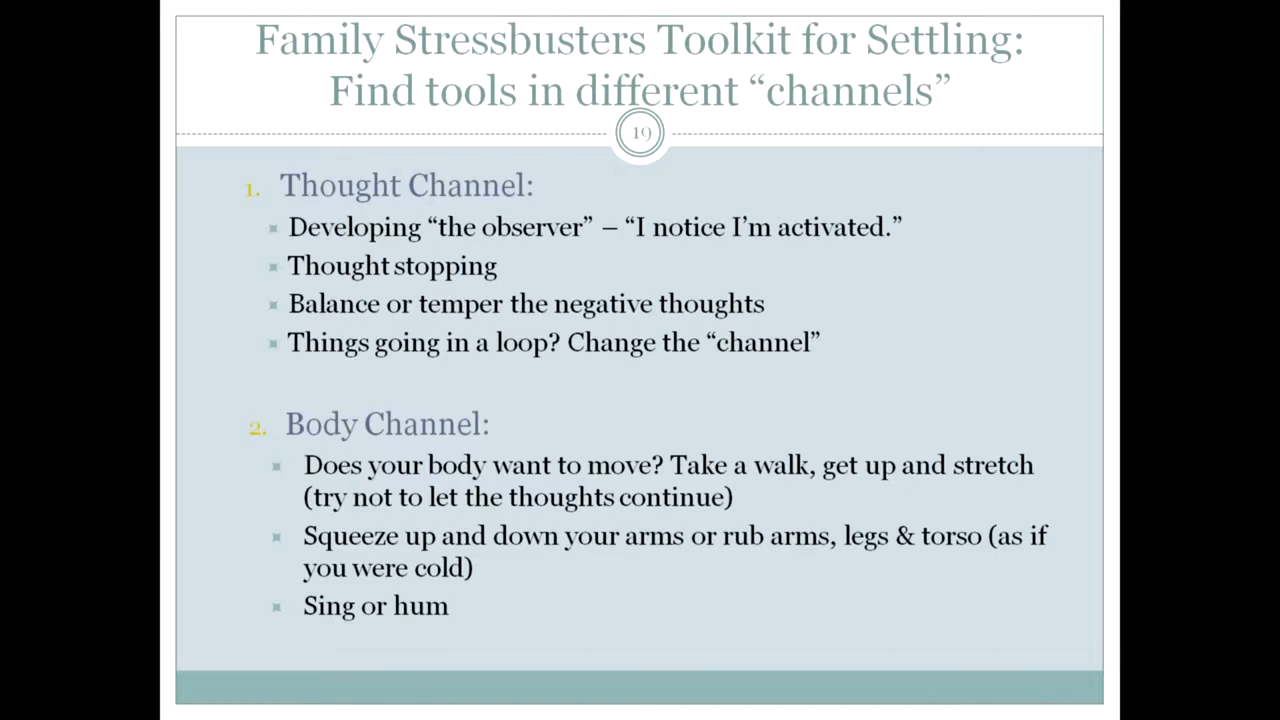 Family Stressbusters Toolkit for Settling:
Find tools in different “channels”
19
1. Thought Channel:
Developing “the observer” – “I notice I’m activated.”
Thought stopping
Balance or temper the negative thoughts
Things going in a loop? Change the “channel”
2. Body Channel:
Does your body want to move? Take a walk, get up and stretch
(try not to let the thoughts continue)
Squeeze up and down your arms or rub arms, legs & torso (as if
you were cold)
Sing or hum